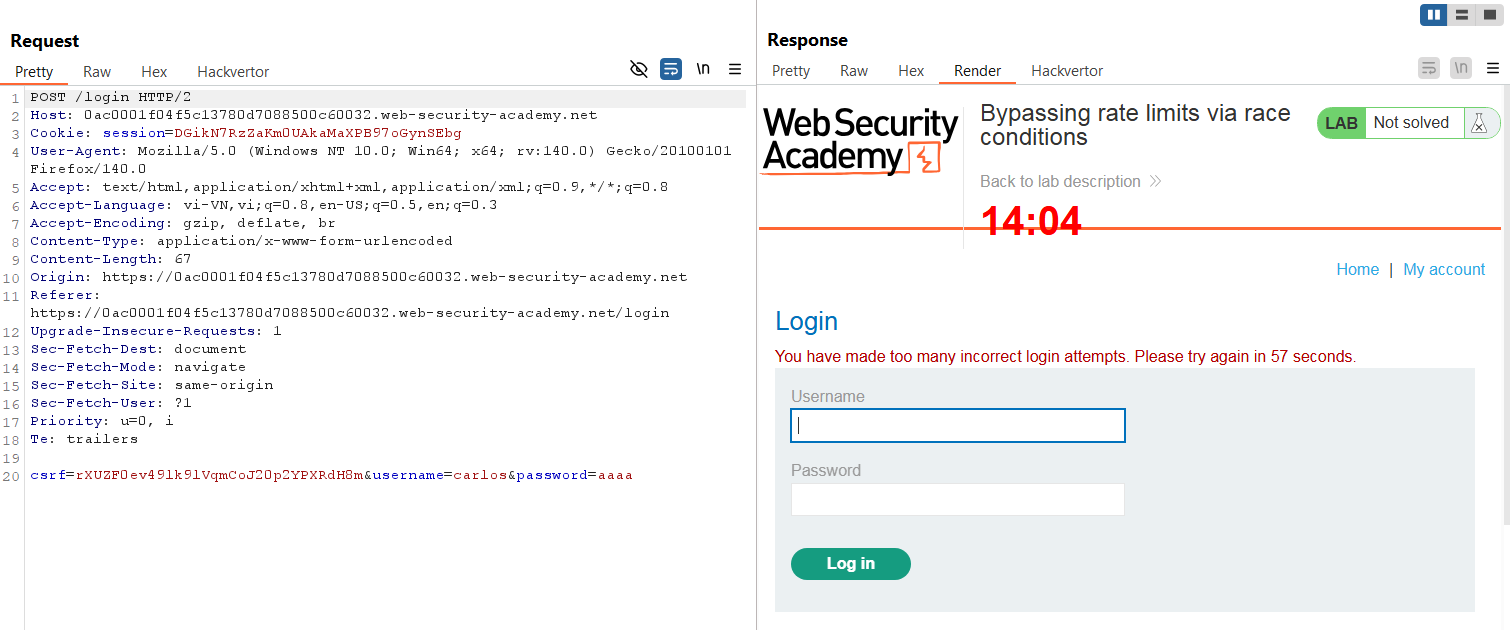 Request
Pretty Raw Hex Hackvertor
\n
1 POST /login HTTP/2
2 Host: 0ac0001f04f5c13780d7088500c60032.web-security-academy.net
3 Cookie: session=DGikN7RzZaKm0UAkaMaXPB97oGynSEbg
4 User-Agent: Mozilla/5.0 (Windows NT 10.0; Win64; x64; rv:140.0) Gecko/20100101
Firefox/140.0
5 Accept: text/html,application/xhtml+xml,application/xml;q=0.9,*/*;q=0.8
6 Accept-Language: vi-VN,vi;q=0.8,en-US;q=0.5,en;q=0.3
7 Accept-Encoding: gzip, deflate, br
8 Content-Type: application/x-www-form-urlencoded
9 Content-Length: 67
10 Origin: https://0ac0001f04f5c13780d7088500c60032.web-security-academy.net
11 Referer:
https://0ac0001f04f5c13780d7088500c60032.web-security-academy.net/login
12 Upgrade-Insecure-Requests: 1
13 Sec-Fetch-Dest: document
14 Sec-Fetch-Mode: navigate
15 Sec-Fetch-Site: same-origin
16 Sec-Fetch-User: ?1
17 Priority: u=0, i
18 Te: trailers
19
20 csrf=rXUZF0ev49lk9lVqmCoJ20p2YPXRdH8m&username=carlos&password=aaaa
Response
Pretty Raw Hex Render Hackvertor
\n
Web Security
Academy
Bypassing rate limits via race
conditions
LAB Not solved
Back to lab description
14:04
Home | My account
Login
You have made too many incorrect login attempts. Please try again in 57 seconds.
Username
Password
Log in